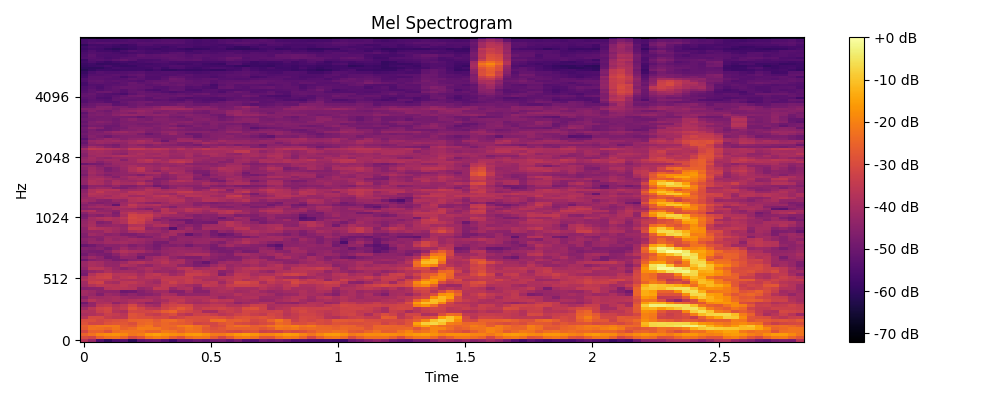 Mel Spectrogram
Hz
4096
2048
1024
512
0
0
0.5
1
1.5
2
2.5
Time
+0 dB
-10 dB
-20 dB
-30 dB
-40 dB
-50 dB
-60 dB
-70 dB